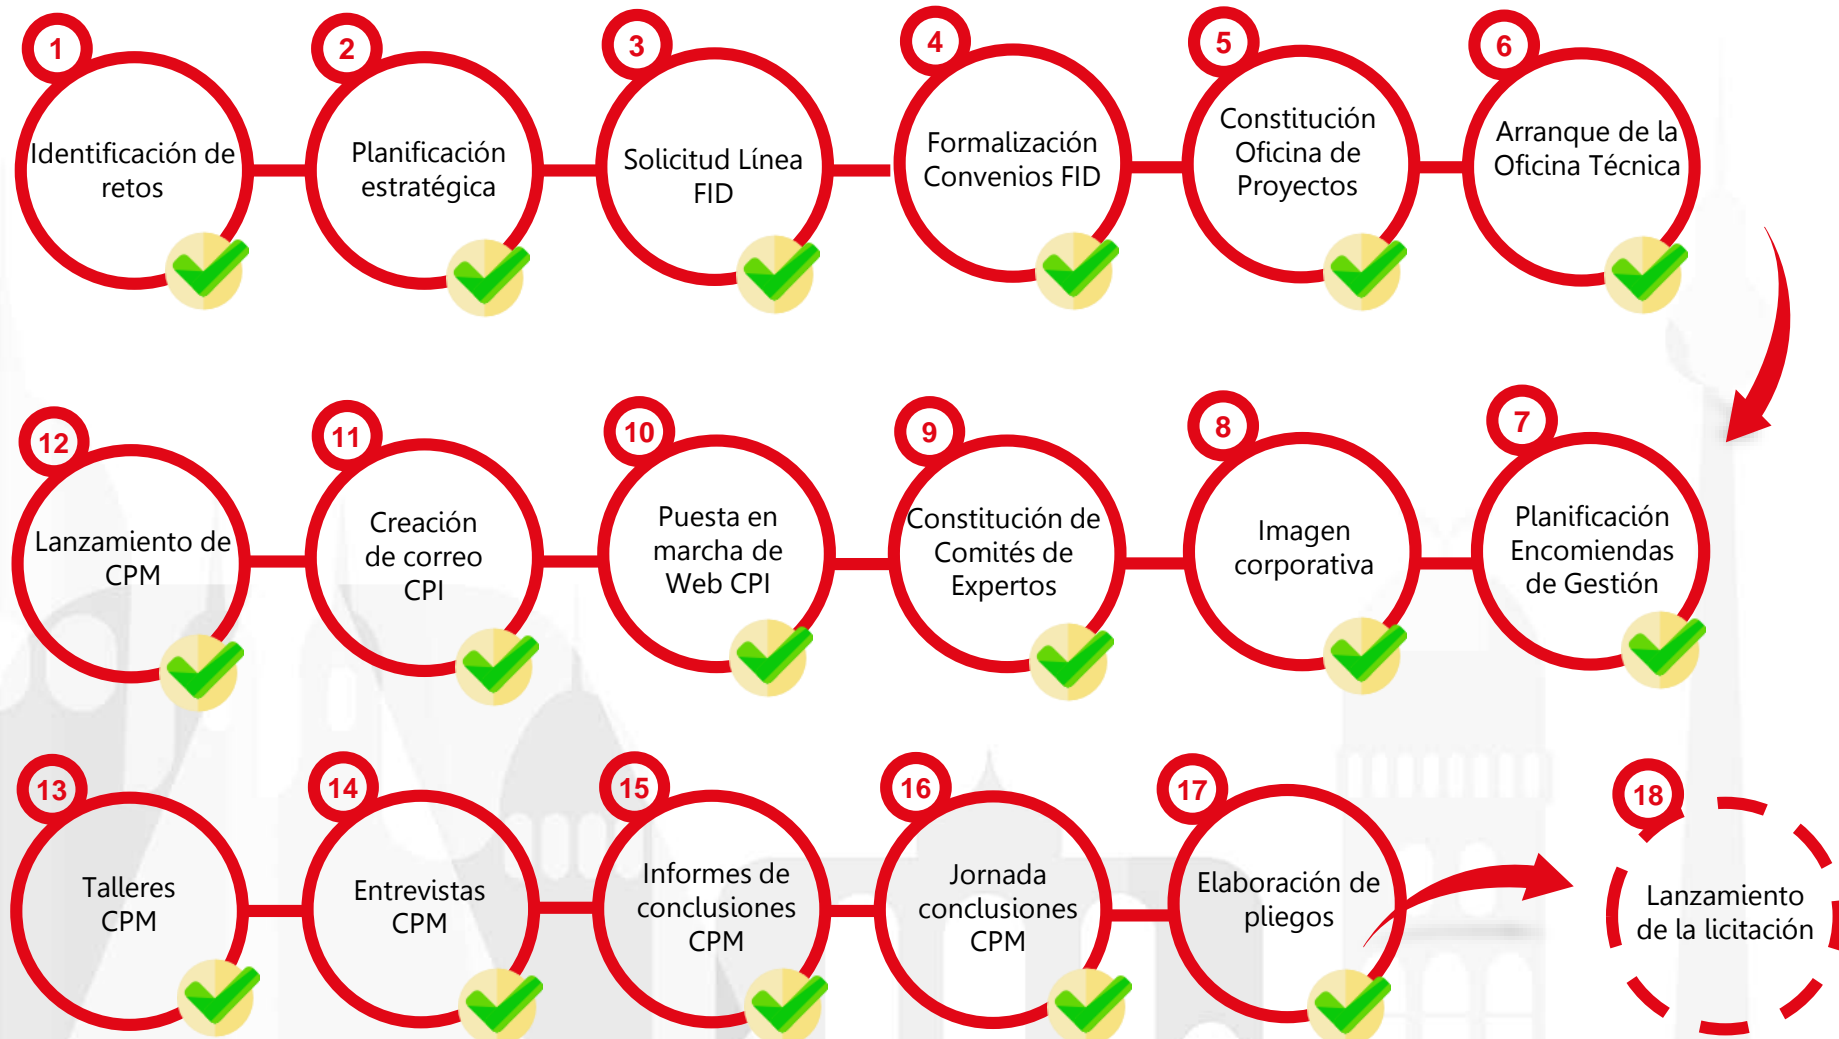 1
Identificación de
retos
2
Planificación
estratégica
3
Solicitud Línea
FID
4
Formalización
Convenios FID
5
Constitución
Oficina de
Proyectos
6
Arranque de la
Oficina Técnica
7
Planificación
Encomiendas
de Gestión
8
Imagen
corporativa
9
Constitución de
Comités de
Expertos
10
Puesta en
marcha de
Web CPI
11
Creación
de correo
CPI
12
Lanzamiento de
CPM
13
Talleres
CPM
14
Entrevistas
CPM
15
Informes de
conclusiones
CPM
16
Jornada
conclusiones
CPM
17
Elaboración de
pliegos
18
Lanzamiento
de la licitación